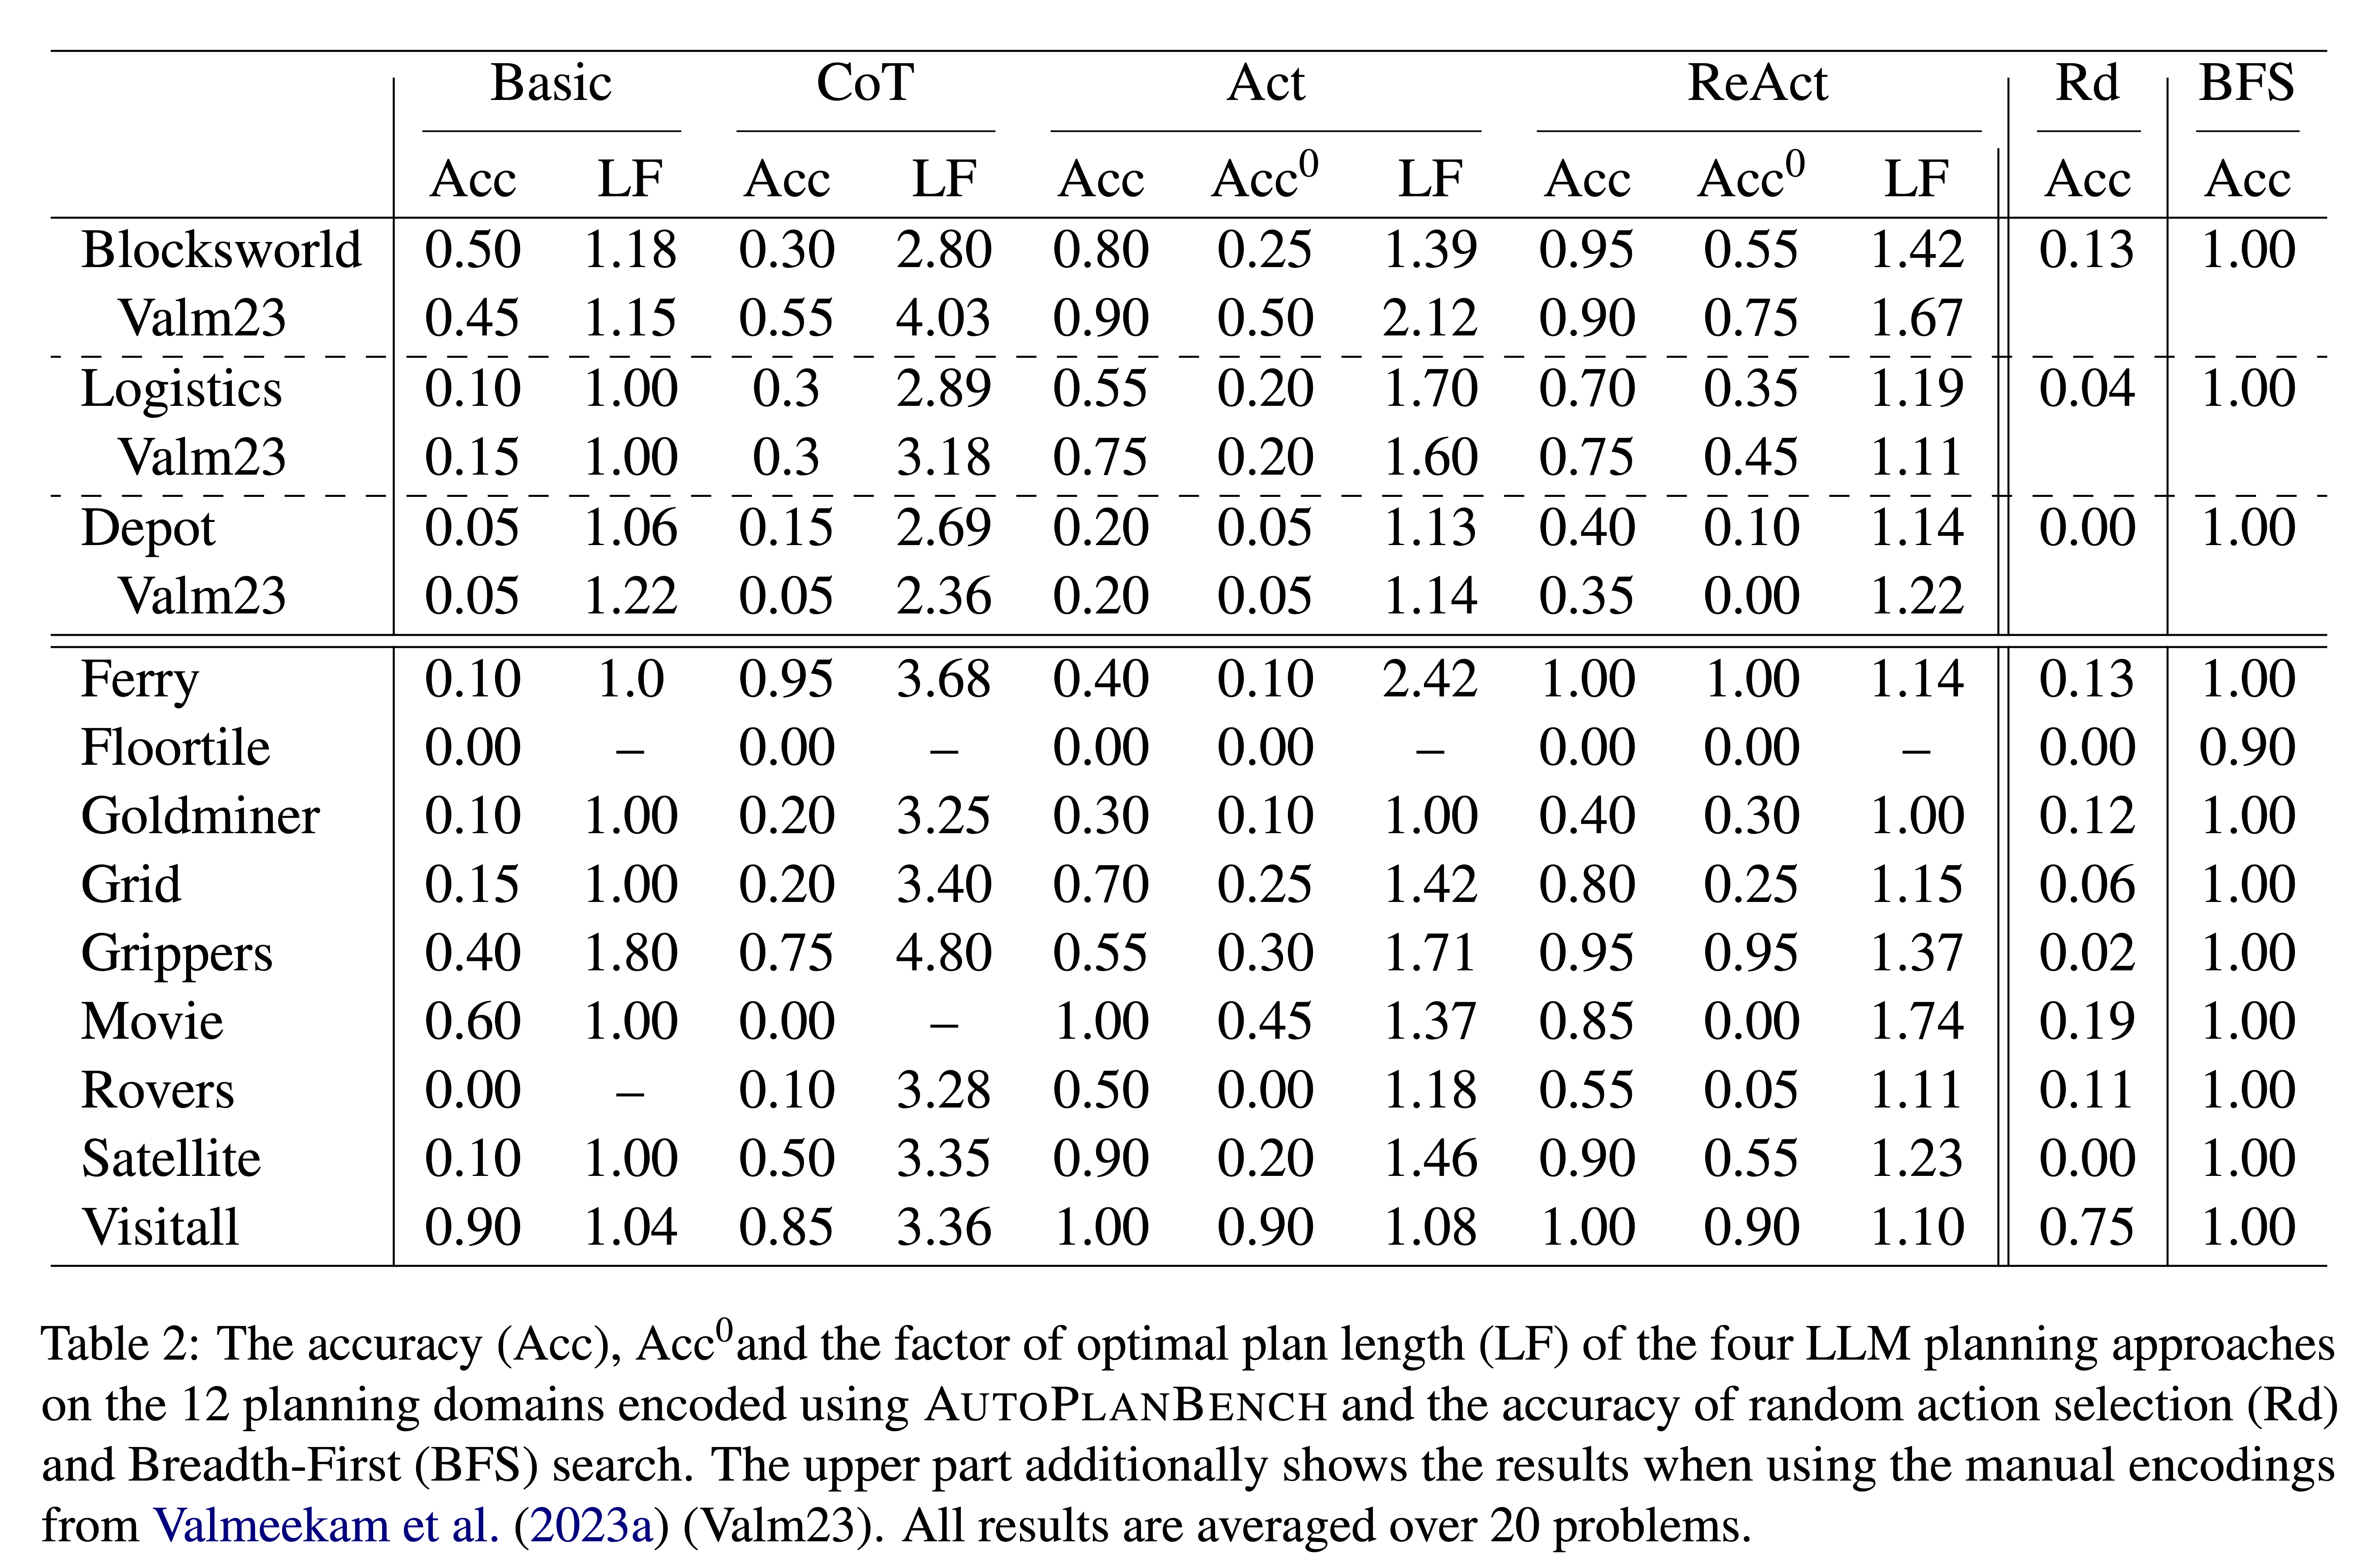 Basic CoT Act ReAct Rd BFS
Acc LF Acc LF Acc Acc⁰ LF Acc Acc⁰ LF Acc Acc
Blocksworld 0.50 1.18 0.30 2.80 0.80 0.25 1.39 0.95 0.55 1.42 0.13 1.00
Valm23 0.45 1.15 0.55 4.03 0.90 0.50 2.12 0.90 0.75 1.67
Logistics 0.10 1.00 0.3 2.89 0.55 0.20 1.70 0.70 0.35 1.19 0.04 1.00
Valm23 0.15 1.00 0.3 3.18 0.75 0.20 1.60 0.75 0.45 1.11
Depot 0.05 1.06 0.15 2.69 0.20 0.05 1.13 0.40 0.10 1.14 0.00 1.00
Valm23 0.05 1.22 0.05 2.36 0.20 0.05 1.14 0.35 0.00 1.22
Ferry 0.10 1.0 0.95 3.68 0.40 0.10 2.42 1.00 1.00 1.14 0.13 1.00
Floortile 0.00 – 0.00 – 0.00 0.00 – 0.00 0.00 – 0.00 0.90
Goldminer 0.10 1.00 0.20 3.25 0.30 0.10 1.00 0.40 0.30 1.00 0.12 1.00
Grid 0.15 1.00 0.20 3.40 0.70 0.25 1.42 0.80 0.25 1.15 0.06 1.00
Grippers 0.40 1.80 0.75 4.80 0.55 0.30 1.71 0.95 0.95 1.37 0.02 1.00
Movie 0.60 1.00 0.00 – 1.00 0.45 1.37 0.85 0.00 1.74 0.19 1.00
Rovers 0.00 – 0.10 3.28 0.50 0.00 1.18 0.55 0.05 1.11 0.11 1.00
Satellite 0.10 1.00 0.50 3.35 0.90 0.20 1.46 0.90 0.55 1.23 0.00 1.00
Visitall 0.90 1.04 0.85 3.36 1.00 0.90 1.08 1.00 0.90 1.10 0.75 1.00
Table 2: The accuracy (Acc), Acc⁰and the factor of optimal plan length (LF) of the four LLM planning approaches
on the 12 planning domains encoded using AUTOPLANBENCH and the accuracy of random action selection (Rd)
and Breadth-First (BFS) search. The upper part additionally shows the results when using the manual encodings
from Valmeekam et al. (2023a) (Valm23). All results are averaged over 20 problems.